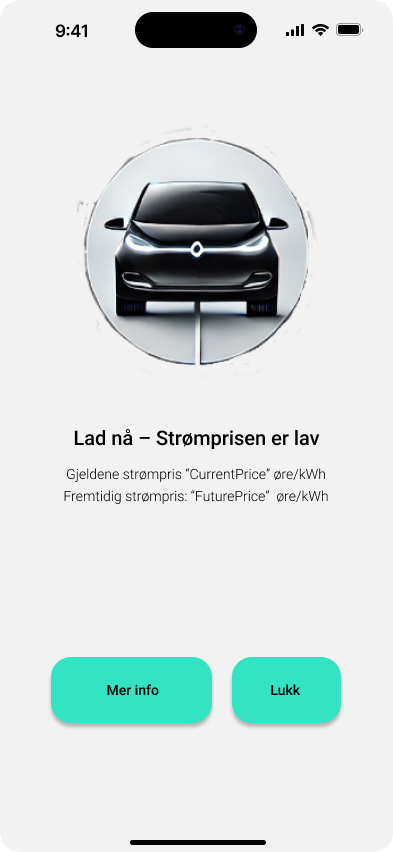 9:41
Lad nå – Strømprisen er lav
Gjeldene strømpris “CurrentPrice” øre/kWh
Fremtidig strømpris: “FuturePrice”  øre/kWh
Mer info
Lukk